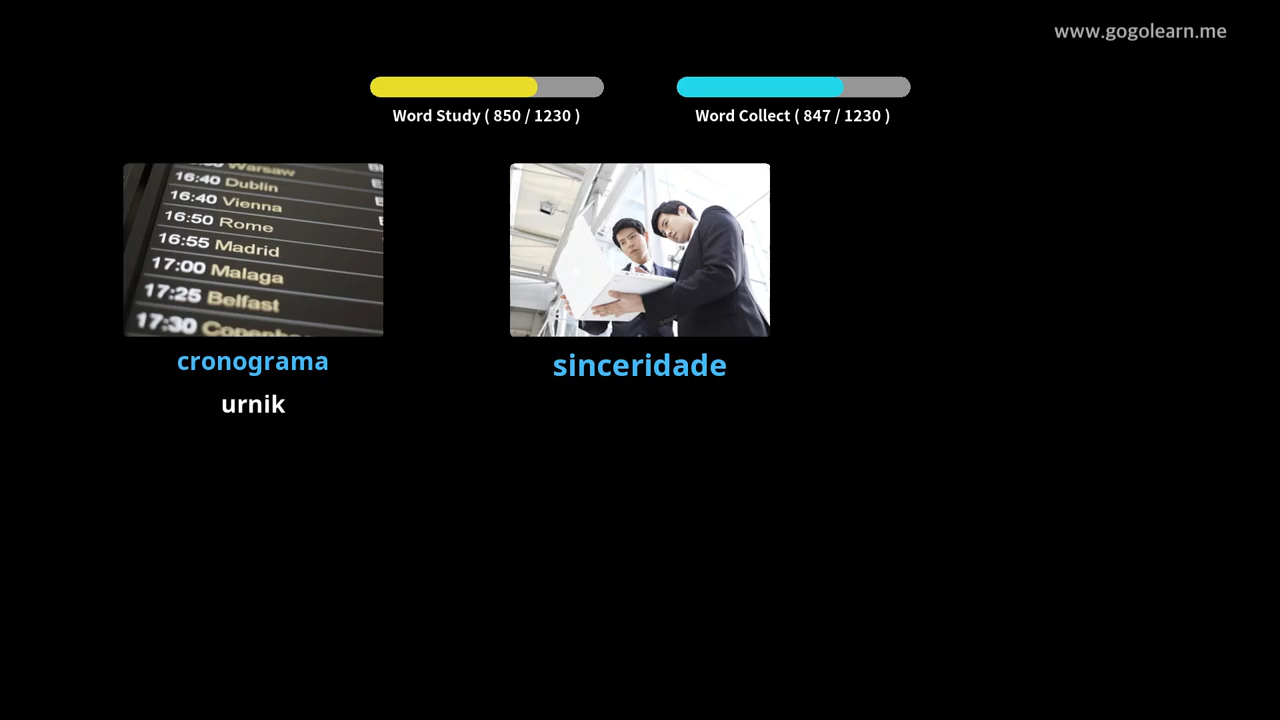 www.gogolearn.me
Word Study ( 850 / 1230 )
Word Collect ( 847 / 1230 )
Warsaw
16:40 Dublin
16:40 Vienna
16:50 Rome
16:55 Madrid
17:00 Malaga
17:25 Belfast
17:30
cronograma
urnik
sinceridade